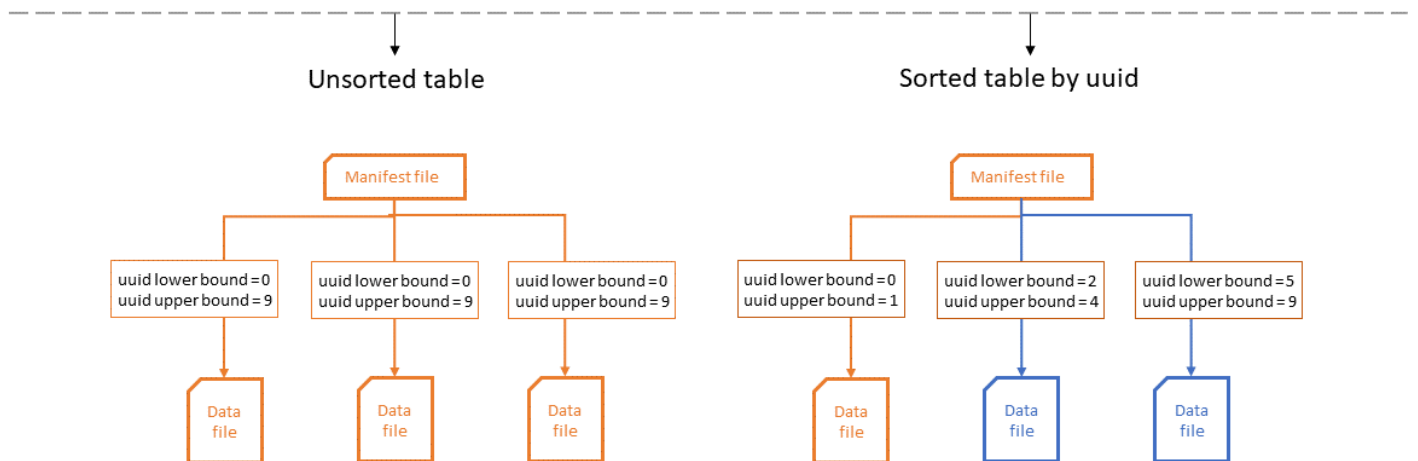 Unsorted table
Sorted table by uuid
Manifest file
Manifest file
uuid lower bound = 0
uuid upper bound = 9
uuid lower bound = 0
uuid upper bound = 9
uuid lower bound = 0
uuid upper bound = 9
uuid lower bound = 0
uuid upper bound = 1
uuid lower bound = 2
uuid upper bound = 4
uuid lower bound = 5
uuid upper bound = 9
Data
file
Data
file
Data
file
Data
file
Data
file
Data
file